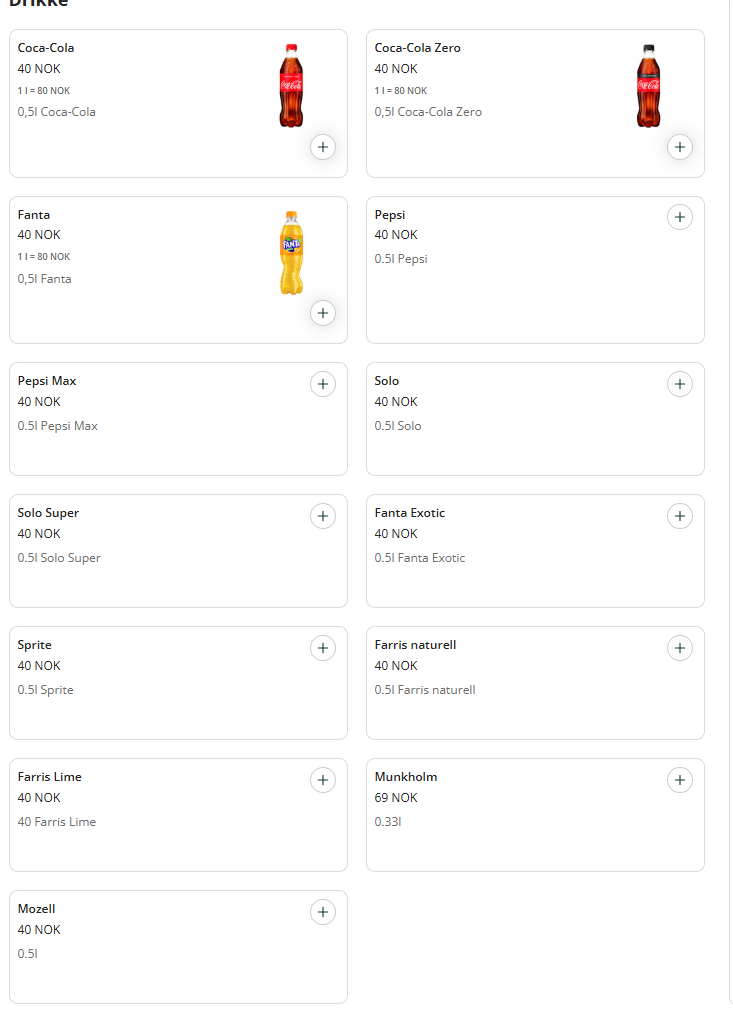 Drikke
Coca-Cola
40 NOK
1 l = 80 NOK
0,5l Coca-Cola
Coca-Cola Zero
40 NOK
1 l = 80 NOK
0,5l Coca-Cola Zero
Fanta
40 NOK
1 l = 80 NOK
0,5l Fanta
FANTA
Pepsi
40 NOK
0.5l Pepsi
Pepsi Max
40 NOK
0.5l Pepsi Max
Solo
40 NOK
0.5l Solo
Solo Super
40 NOK
0.5l Solo Super
Fanta Exotic
40 NOK
0.5l Fanta Exotic
Sprite
40 NOK
0.5l Sprite
Farris naturell
40 NOK
0.5l Farris naturell
Farris Lime
40 NOK
40 Farris Lime
Munkholm
69 NOK
0.33l
Mozell
40 NOK
0.5l